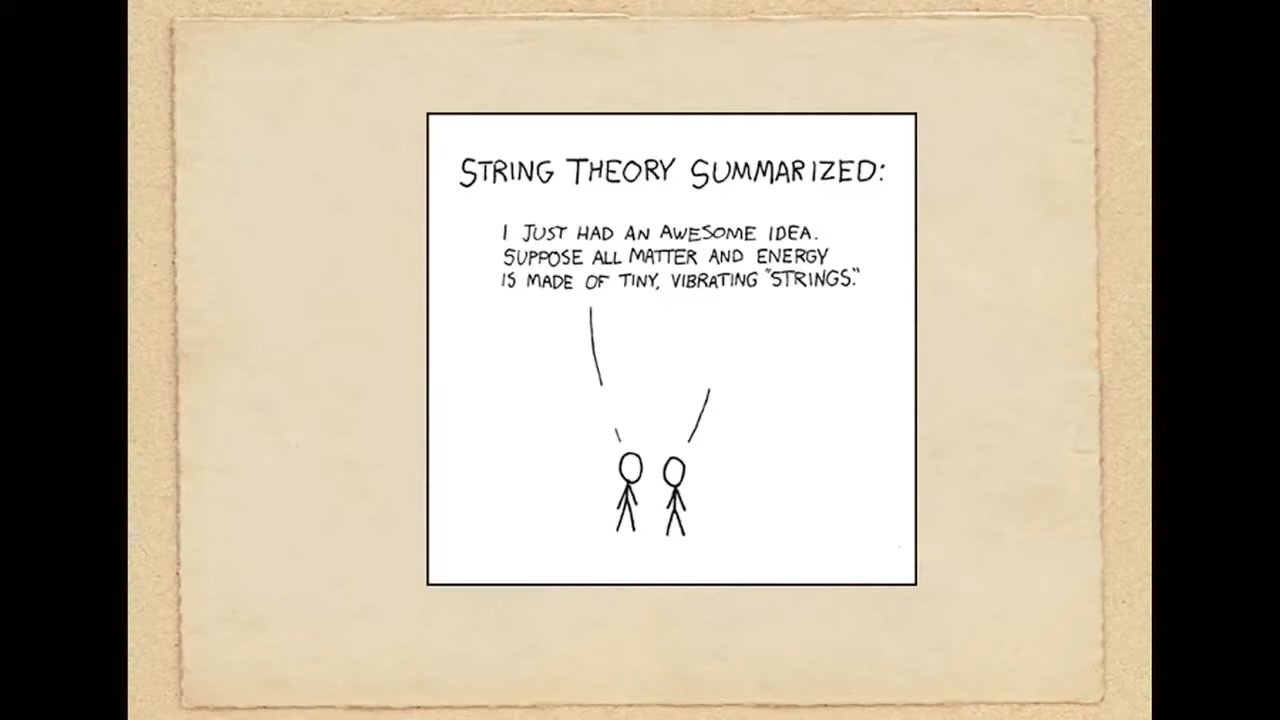 STRING THEORY SUMMARIZED:
I JUST HAD AN AWESOME IDEA.
SUPPOSE ALL MATTER AND ENERGY
IS MADE OF TINY, VIBRATING "STRINGS."